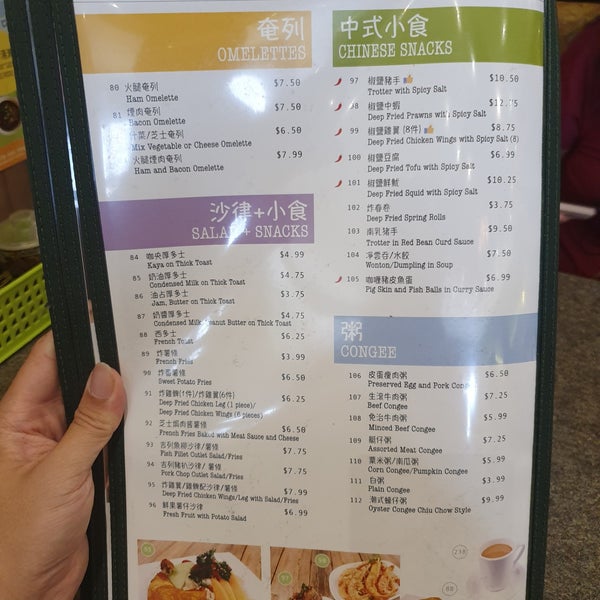 奄列
OMELETTES
80 火腿奄列 $7.50
Ham Omelette
81 煙肉奄列 $7.50
Bacon Omelette
什菜/芝士奄列 $6.50
Mix Vegetable or Cheese Omelette
火腿煙肉奄列 $7.99
Ham and Bacon Omelette
沙律+小食
SALAD + SNACKS
84 咖央厚多士 $4.99
Kaya on Thick Toast
85 奶油厚多士 $4.75
Condensed Milk on Thick Toast
86 油占厚多士 $3.75
Jam, Butter on Thick Toast
87 奶醬厚多士 $4.75
Condensed Milk Peanut Butter on Thick Toast
88 西多士 $6.25
French Toast
89 炸薯條 $3.99
French Fries
90 炸番薯條 $6.50
Sweet Potato Fries
91 炸雞髀(1件)/炸雞翼(6件) $6.25
Deep Fried Chicken Leg (1 piece)/
Deep Fried Chicken Wings (6 pieces)
92 芝士焗肉醬薯條 $6.50
French Fries Baked with Meat Sauce and Cheese
93 吉列魚柳沙律/薯條 $7.75
Fish Fillet Cutlet Salad/Fries
94 吉列豬扒沙律/薯條 $7.75
Pork Chop Cutlet Salad/Fries
95 炸雞翼/雞髀配沙律/薯條 $7.99
Deep Fried Chicken Wings/Leg with Salad/Fries
96 鮮果薯仔沙律 $6.99
Fresh Fruit with Potato Salad
中式小食
CHINESE SNACKS
97 椒鹽豬手 $10.50
Trotter with Spicy Salt
98 椒鹽中蝦 $12.75
Deep Fried Prawns with Spicy Salt
99 椒鹽雞翼 (8件) $8.75
Deep Fried Chicken Wings with Spicy Salt (8)
100 椒鹽豆腐 $6.99
Deep Fried Tofu with Spicy Salt
101 椒鹽鮮魷 $10.25
Deep Fried Squid with Spicy Salt
102 炸春卷 $3.75
Deep Fried Spring Rolls
103 南乳豬手 $9.50
Trotter in Red Bean Curd Sauce
104 淨雲吞/水餃 $7.50
Wonton/Dumpling in Soup
105 咖喱豬皮魚蛋 $6.99
Pig Skin and Fish Balls in Curry Sauce
粥
CONGEE
106 皮蛋瘦肉粥 $6.50
Preserved Egg and Pork Congee
107 生滾牛肉粥 $7.25
Beef Congee
108 免治牛肉粥 $5.99
Minced Beef Congee
109 艇仔粥 $7.25
Assorted Meat Congee
110 粟米粥/南瓜粥 $5.99
Corn Congee/Pumpkin Congee
111 白粥 $3.99
Plain Congee
112 潮式蠔仔粥 $9.99
Oyster Congee Chiu Chow Style
95
97
98
88